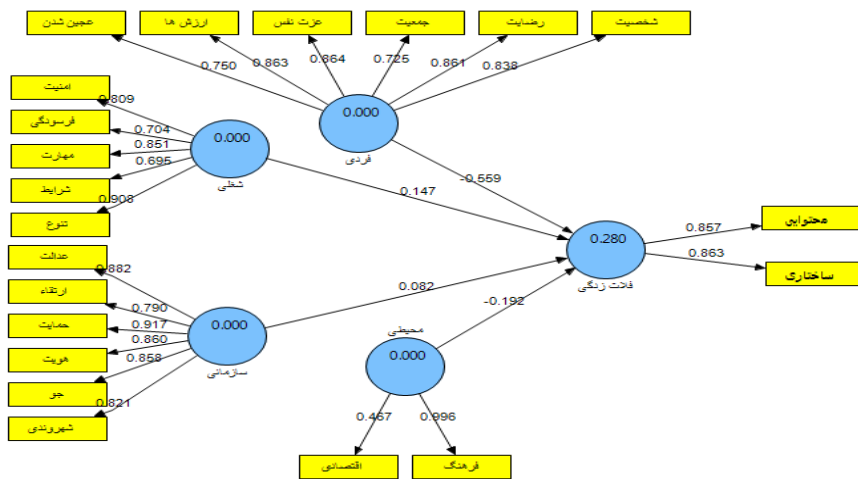 عجین شدن
ارزش ها
عزت نفس
جمعیت
رضایت
شخصیت
0.750
0.863
0.864
0.725
0.861
0.838
امنیت
فرسودگی
مهارت
شرایط
تنوع
0.809
0.704
0.851
0.695
0.908
0.000
شغلی
0.000
فردی
-0.559
0.147
0.280
فلات زدگی
0.857
0.863
محتوایی
ساختاری
عدالت
ارتقاء
حمایت
هویت
جو
شهروندی
0.882
0.790
0.917
0.860
0.858
0.821
0.000
سازمانی
0.082
-0.192
محیطی
0.000
0.467
0.996
اقتصادی
فرهنگ